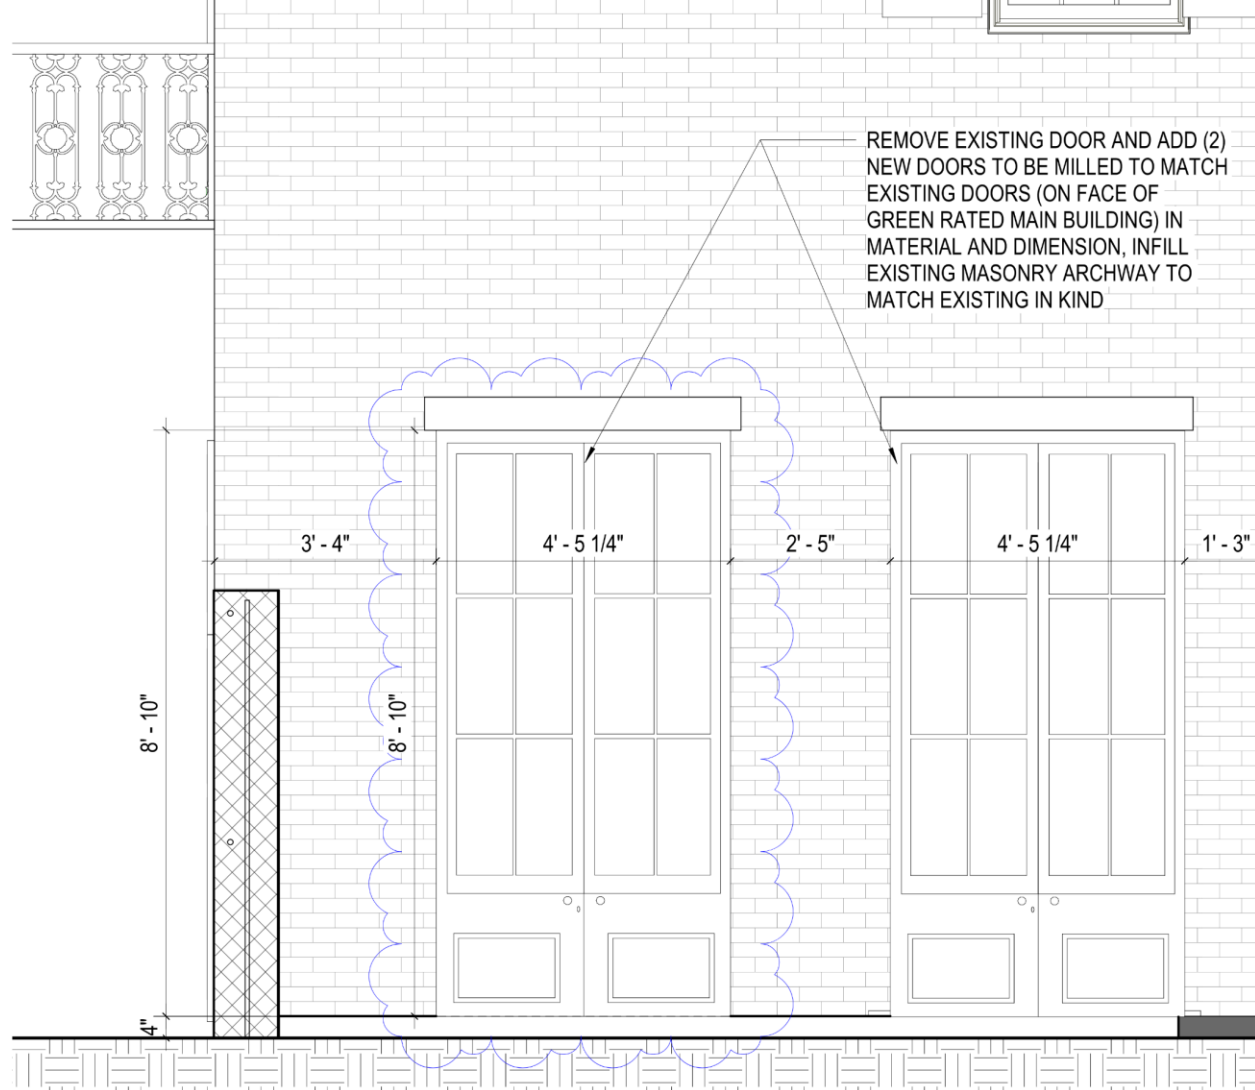 REMOVE EXISTING DOOR AND ADD (2)
NEW DOORS TO BE MILLED TO MATCH
EXISTING DOORS (ON FACE OF
GREEN RATED MAIN BUILDING) IN
MATERIAL AND DIMENSION, INFILL
EXISTING MASONRY ARCHWAY TO
MATCH EXISTING IN KIND
3' - 4"
4' - 5 1/4"
2' - 5"
4' - 5 1/4"
1' - 3"
8' - 10"
8' - 10"
4"